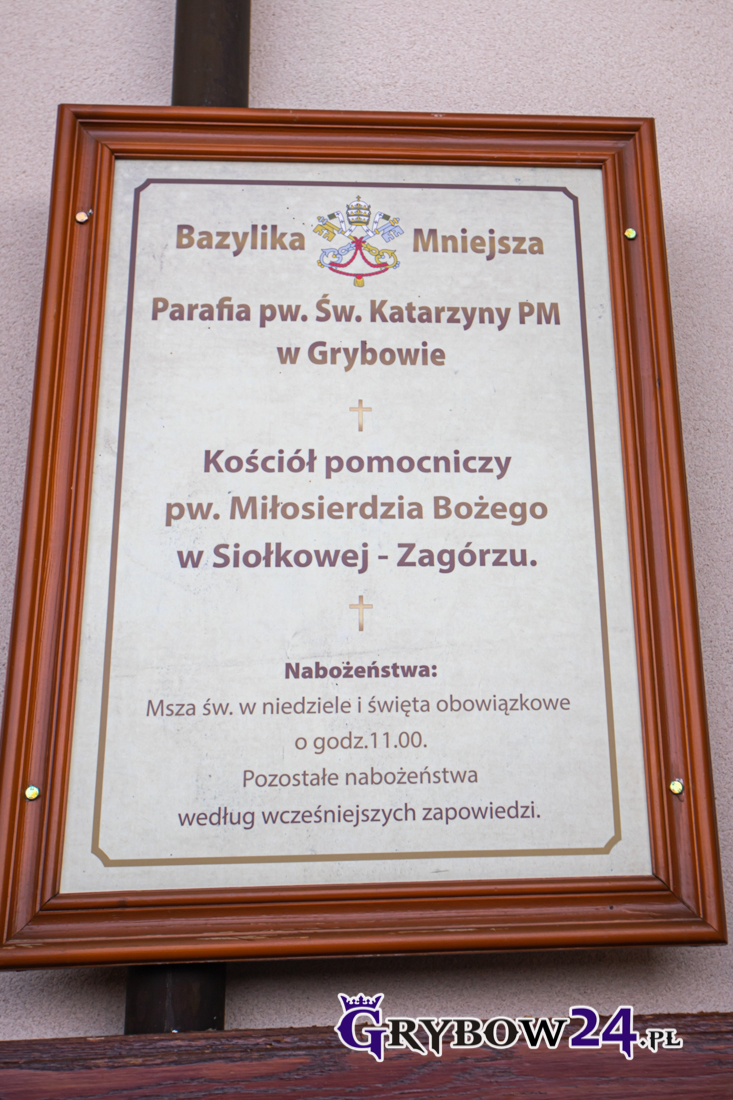 Bazylika Mniejsza
Parafia pw. Św. Katarzyny PM
w Grybowie
Kościół pomocniczy
pw. Miłosierdzia Bożego
w Siołkowej - Zagórzu.
Nabożeństwa:
Msza św. w niedziele i święta obowiązkowe
o godz.11.00.
Pozostałe nabożeństwa
według wcześniejszych zapowiedzi.
GRYBOW24.PL